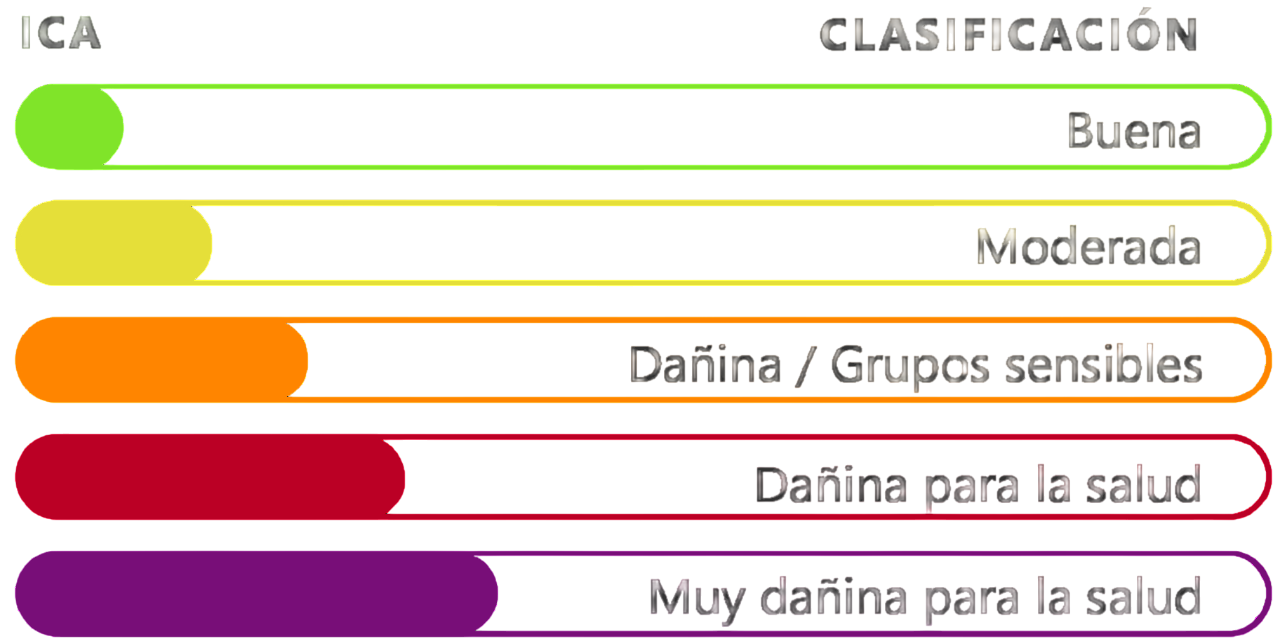 ICA CLASIFICACIÓN
Buena
Moderada
Dañina / Grupos sensibles
Dañina para la salud
Muy dañina para la salud